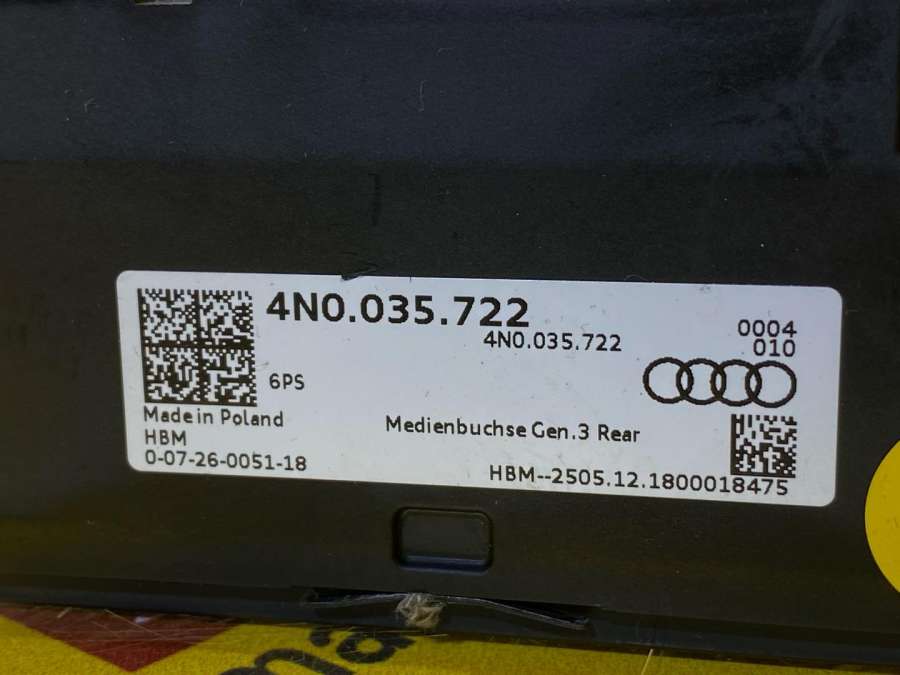 4N0.035.722
4N0.035.722
0004
010
6PS
Made in Poland
HBM
0-07-26-0051-18
Medienbuchse Gen.3 Rear
HBM--2505.12.1800018475
ma